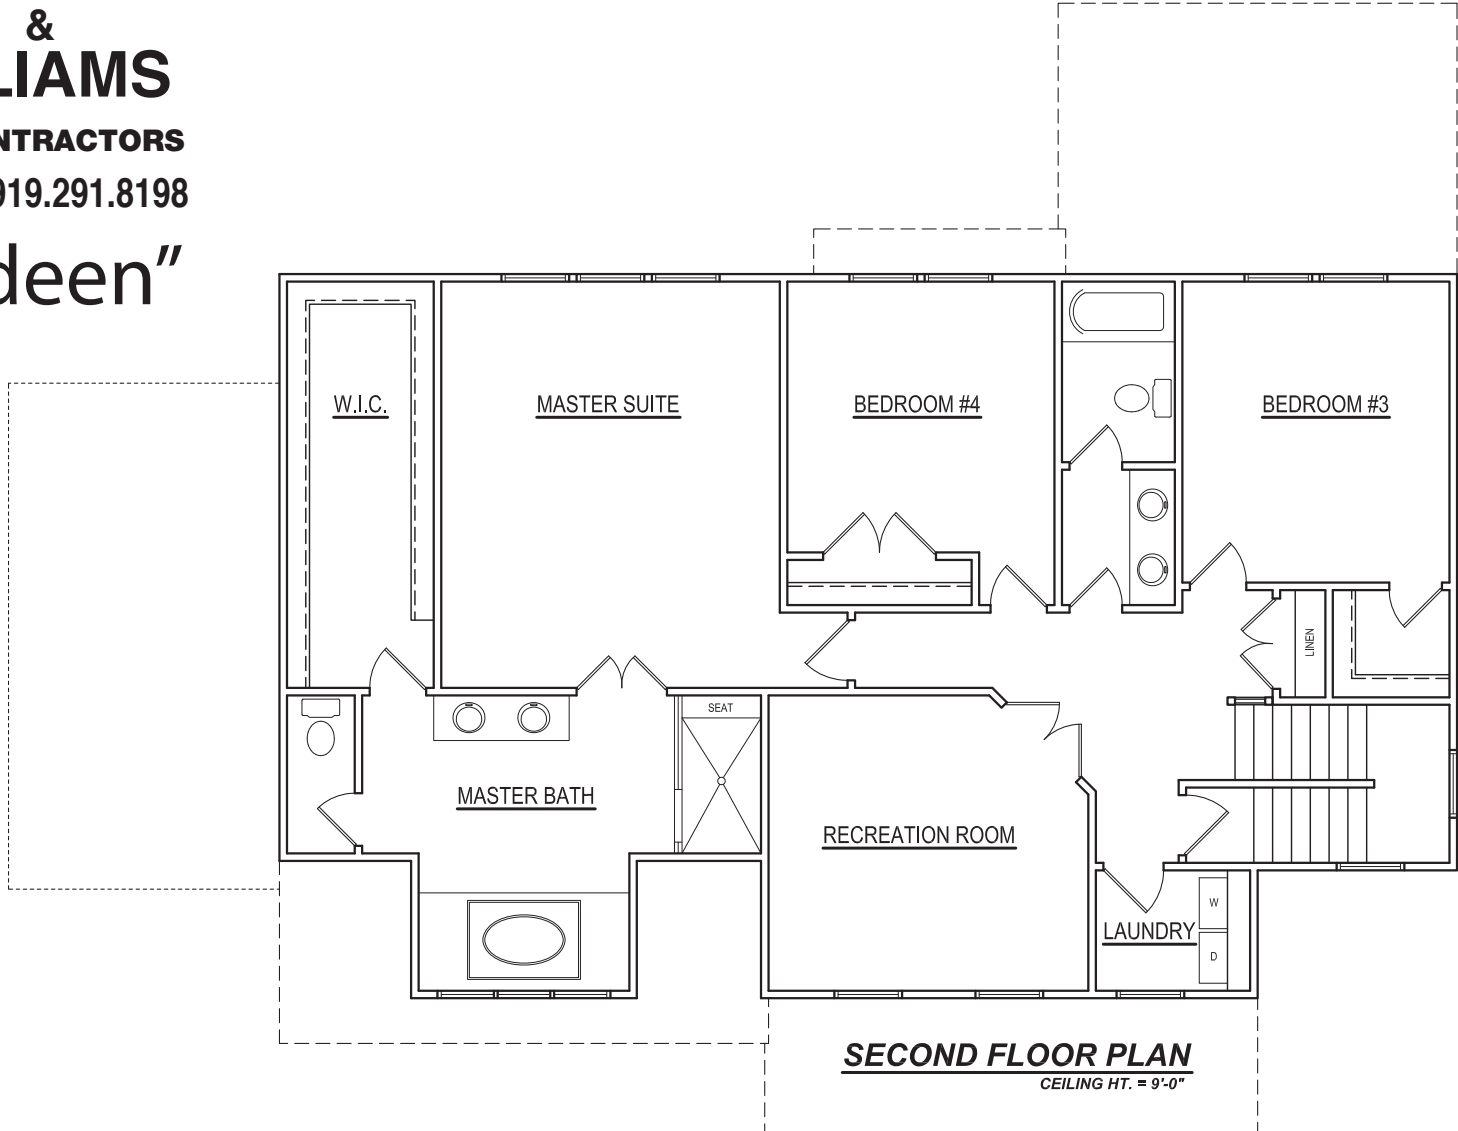 &
LIAMS
NTRACTORS
919.291.8198
deen”
W.I.C.
MASTER SUITE
BEDROOM #4
BEDROOM #3
LINEN
SEAT
MASTER BATH
RECREATION ROOM
W
LAUNDRY
D
SECOND FLOOR PLAN
CEILING HT. = 9'-0"